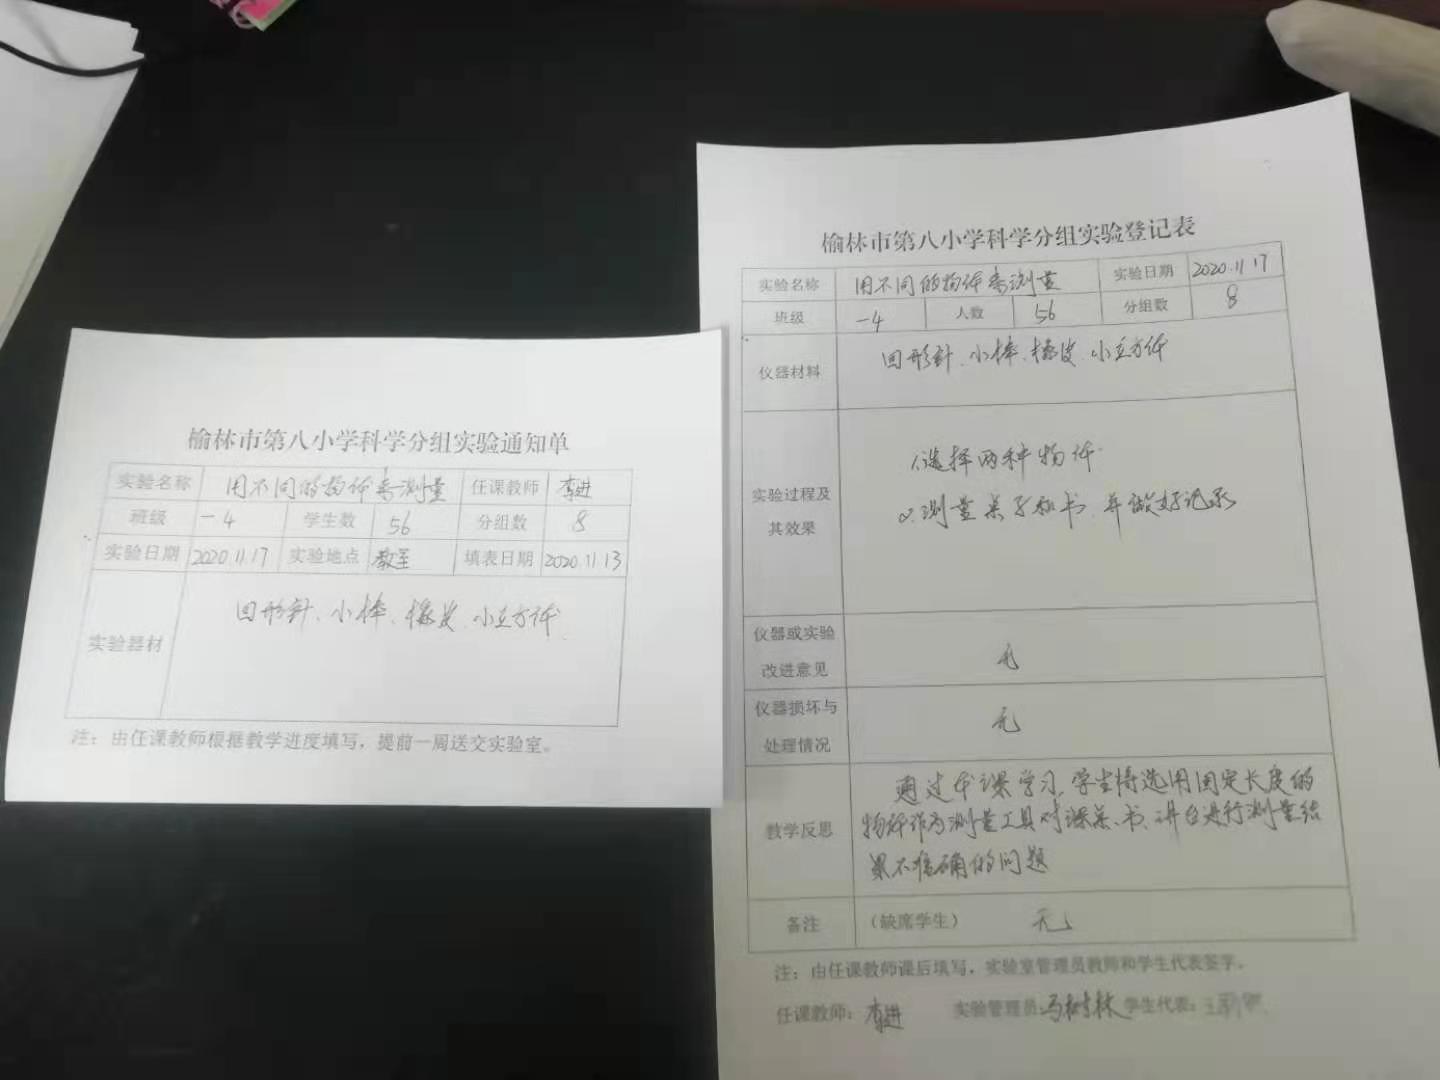 榆林市第八小学科学分组实验通知单
实验名称 用不同的物体来测量 任课教师 李进
班级 一4 学生数 56 分组数 8
实验日期 2020.11.17 实验地点 教室 填表日期 2020.11.13
实验器材 回形针、小棒、橡皮、小立方体
注：由任课教师根据教学进度填写，提前一周送交实验室。
榆林市第八小学科学分组实验登记表
实验名称 用不同的物体来测量 实验日期 2020.11.17
班级 一4 人数 56 分组数 8
仪器材料 回形针、小棒、橡皮、小立方体
1.选择两种物体.
实验过程及
其效果 2.测量桌子和书,并做好记录
仪器或实验
改进意见 无
仪器损坏与
处理情况 无
通过本课学习,学生将选用固定长度的
教学反思 物体作为测量工具对课桌、书、讲台进行测量结
果不准确的问题
备注 （缺席学生） 无
注：由任课教师课后填写，实验室管理员教师和学生代表签字。
任课教师：李进 实验管理员:马树林 学生代表: